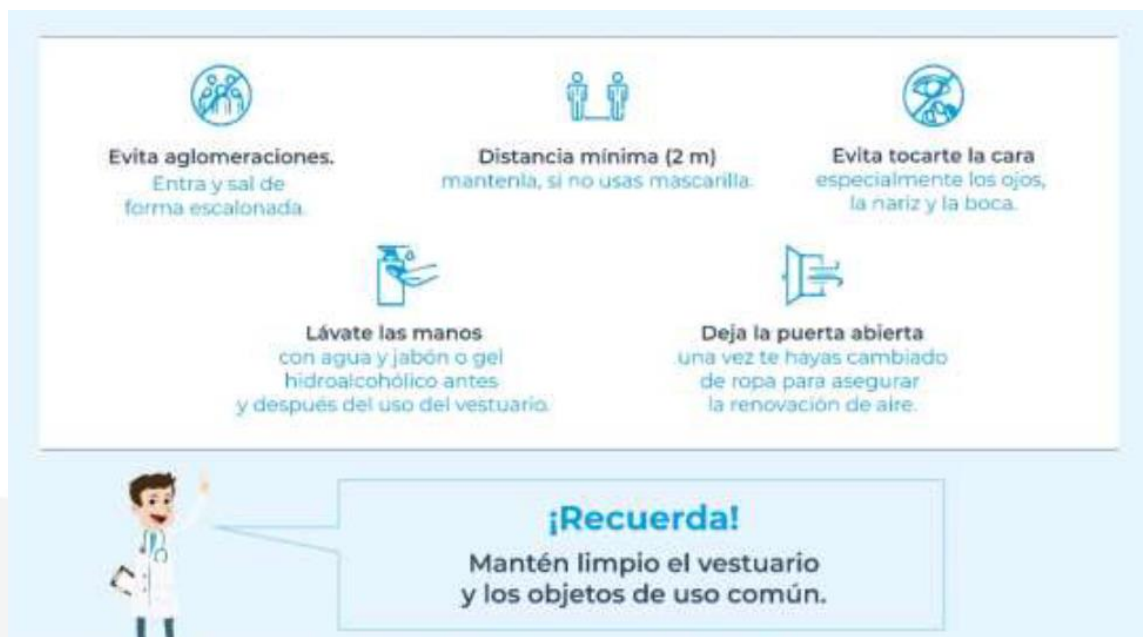 Evita aglomeraciones.
Entra y sal de
forma escalonada.
Distancia mínima (2 m)
mantenla, si no usas mascarilla.
Evita tocarte la cara
especialmente los ojos,
la nariz y la boca.
Lávate las manos
con agua y jabón o gel
hidroalcohólico antes
y después del uso del vestuario.
Deja la puerta abierta
una vez te hayas cambiado
de ropa para asegurar
la renovación de aire.
¡Recuerda!
Mantén limpio el vestuario
y los objetos de uso común.